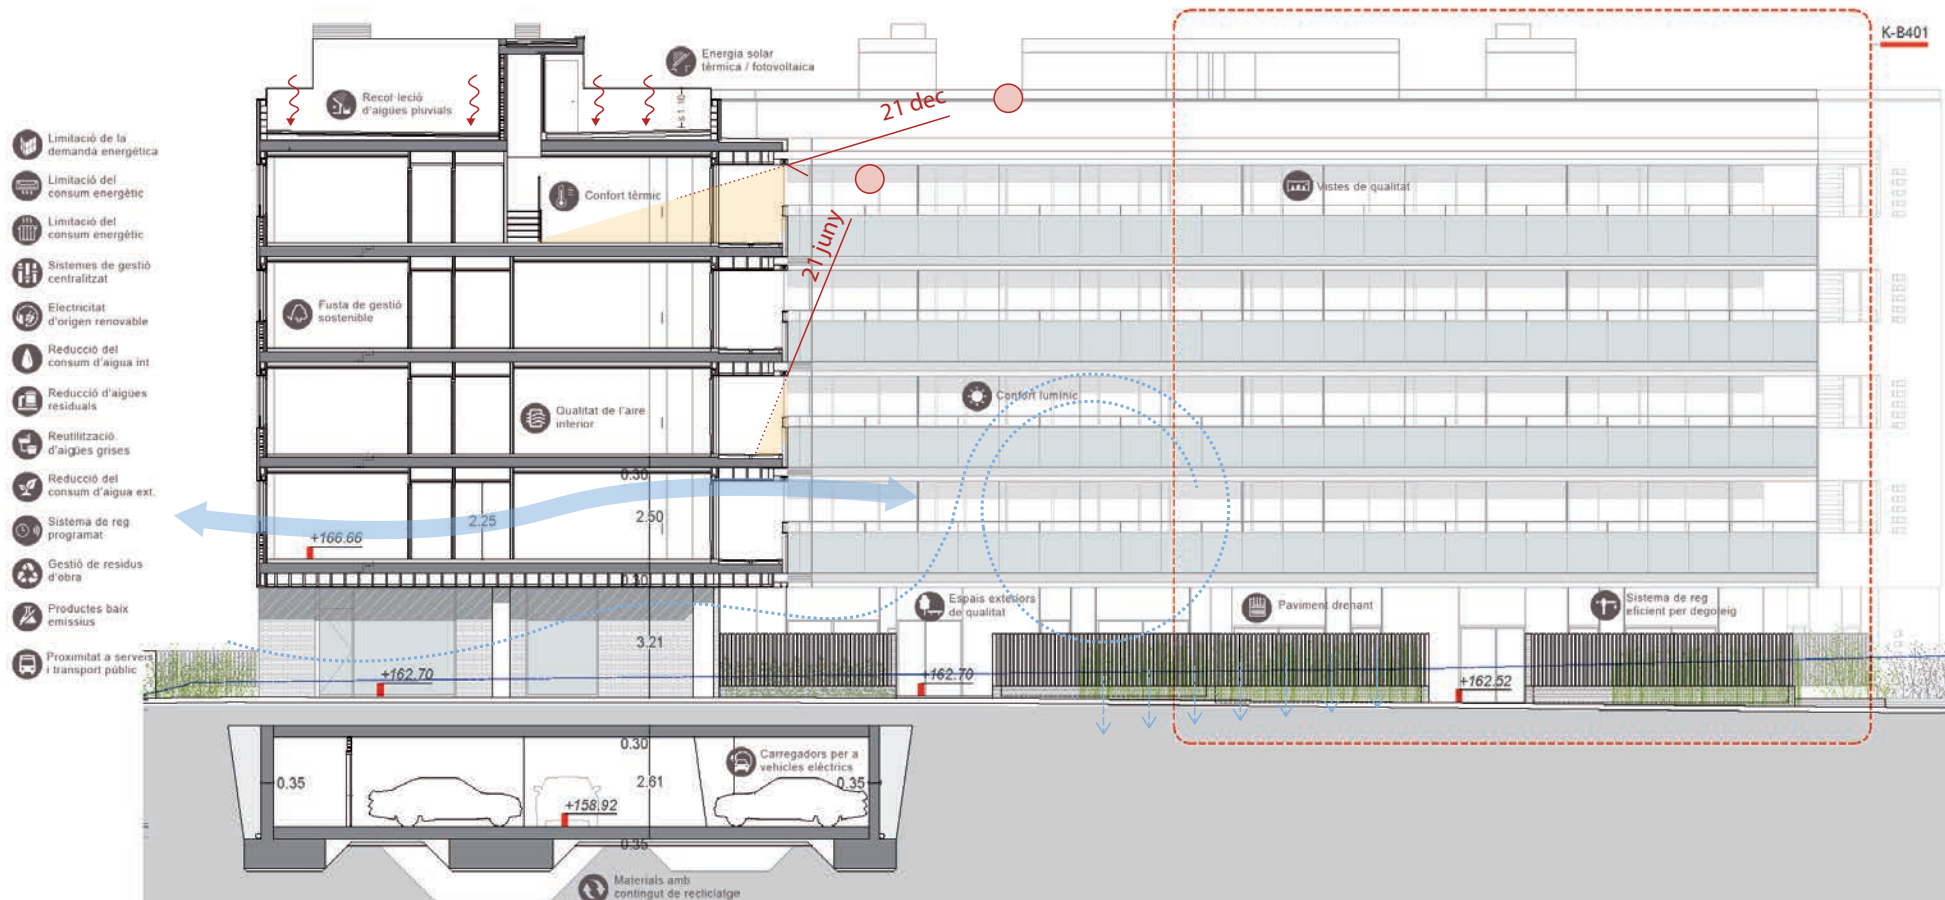 K-B401
Energia solar
tèrmica / fotovoltaica
Recol·lecció
d'aigües pluvials
≤ 1.10
21 dec
21 juny
Limitació de la
demanda energètica
Limitació del
consum energètic
Limitació del
consum energètic
Sistemes de gestió
centralitzat
Electricitat
d'origen renovable
Reducció del
consum d'aigua int.
Reducció d'aigües
residuals
Reutilització
d'aigües grises
Reducció del
consum d'aigua ext.
Sistema de reg
programat
Gestió de residus
d'obra
Productes baix
emissius
Proximitat a serveis
i transport públic
Confort tèrmic
Vistes de qualitat
Fusta de gestió
sostenible
Qualitat de l'aire
interior
Confort lumínic
0.30
2.25
2.50
+166.66
0.30
Espais exteriors
de qualitat
Paviment drenant
Sistema de reg
eficient per degoteig
3.21
+162.70
+162.70
+162.52
0.30
Carregadors per a
vehicles elèctrics
0.35
2.61
0.35
+158.92
0.35
Materials amb
contingut de recliclatge